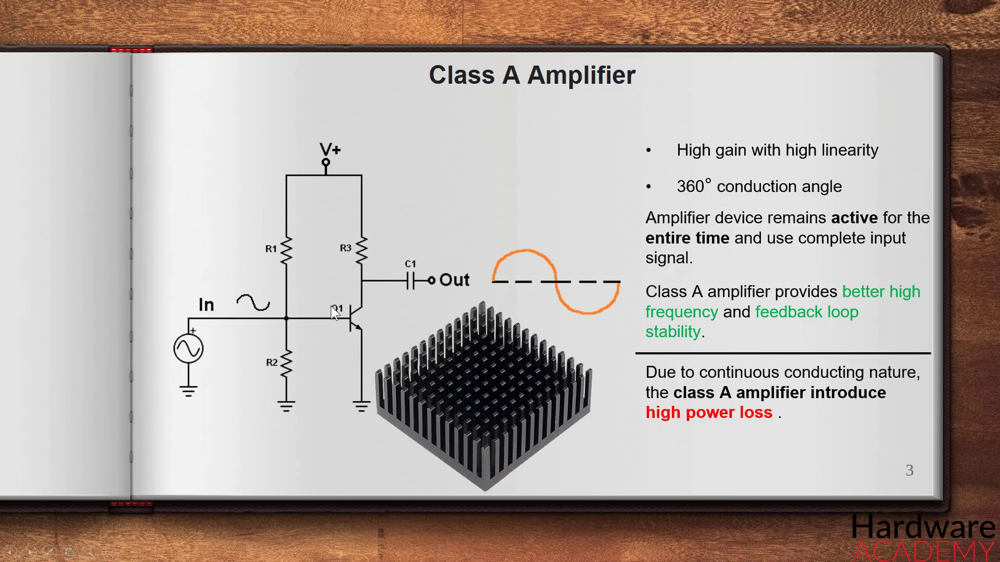 Class A Amplifier
V+
• High gain with high linearity
• 360° conduction angle
Amplifier device remains active for the
entire time and use complete input
signal.
R1
R3
C1
Out
In
+
R2
Class A amplifier provides better high
frequency and feedback loop
stability.
Due to continuous conducting nature,
the class A amplifier introduce
high power loss .
3
Hardware
ACADEMY